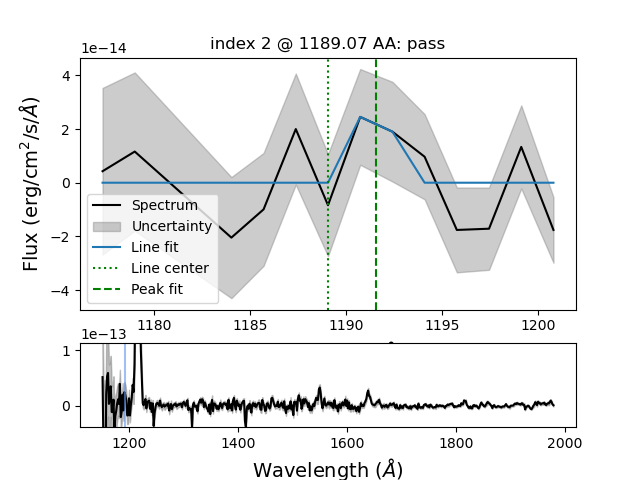 index 2 @ 1189.07 AA: pass
1e−14
4
2
0
−2
−4
Flux (erg/cm²/s/Å)
Spectrum
Uncertainty
Line fit
Line center
Peak fit
1180 1185 1190 1195 1200
1e−13
1
0
1200 1400 1600 1800 2000
Wavelength (Å)